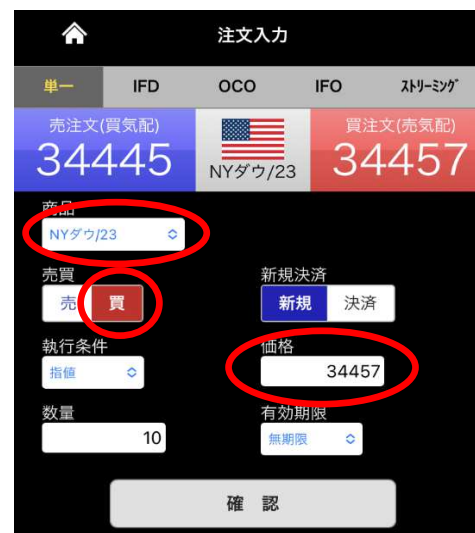 注文入力
単一 IFD OCO IFO ストリーミング
売注文(買気配) 買注文(売気配)
34445 NYダウ/23 34457
商品
NYダウ/23
売買 新規決済
売 買 新規 決済
執行条件 価格
指値 34457
数量 有効期限
10 無期限
確 認